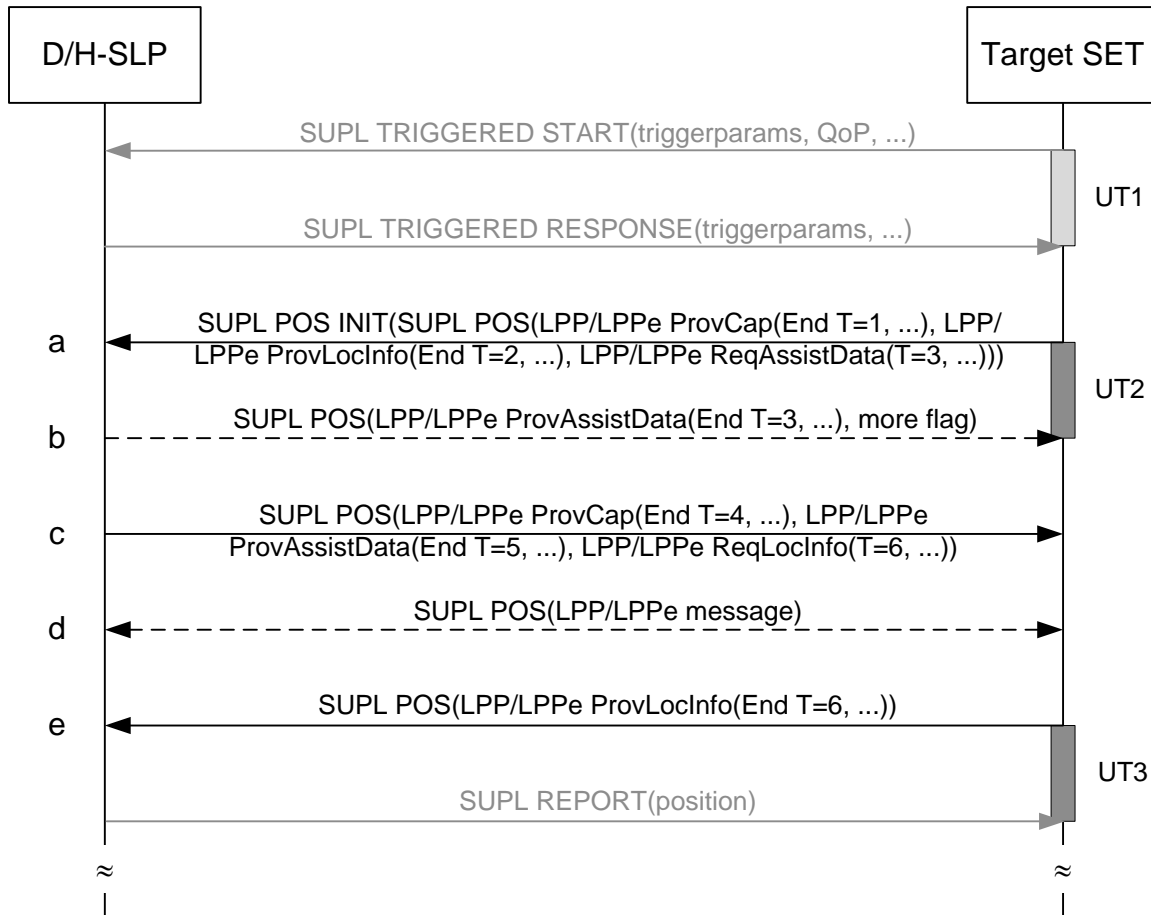 D/H-SLP
Target SET
SUPL TRIGGERED START(triggerparams, QoP, ...)
UT1
SUPL TRIGGERED RESPONSE(triggerparams, ...)
a
SUPL POS INIT(SUPL POS(LPP/LPPe ProvCap(End T=1, ...), LPP/
LPPe ProvLocInfo(End T=2, ...), LPP/LPPe ReqAssistData(T=3, ...)))
UT2
b
SUPL POS(LPP/LPPe ProvAssistData(End T=3, ...), more flag)
c
SUPL POS(LPP/LPPe ProvCap(End T=4, ...), LPP/LPPe
ProvAssistData(End T=5, ...), LPP/LPPe ReqLocInfo(T=6, ...))
d
SUPL POS(LPP/LPPe message)
e
SUPL POS(LPP/LPPe ProvLocInfo(End T=6, ...))
UT3
SUPL REPORT(position)
≈
≈